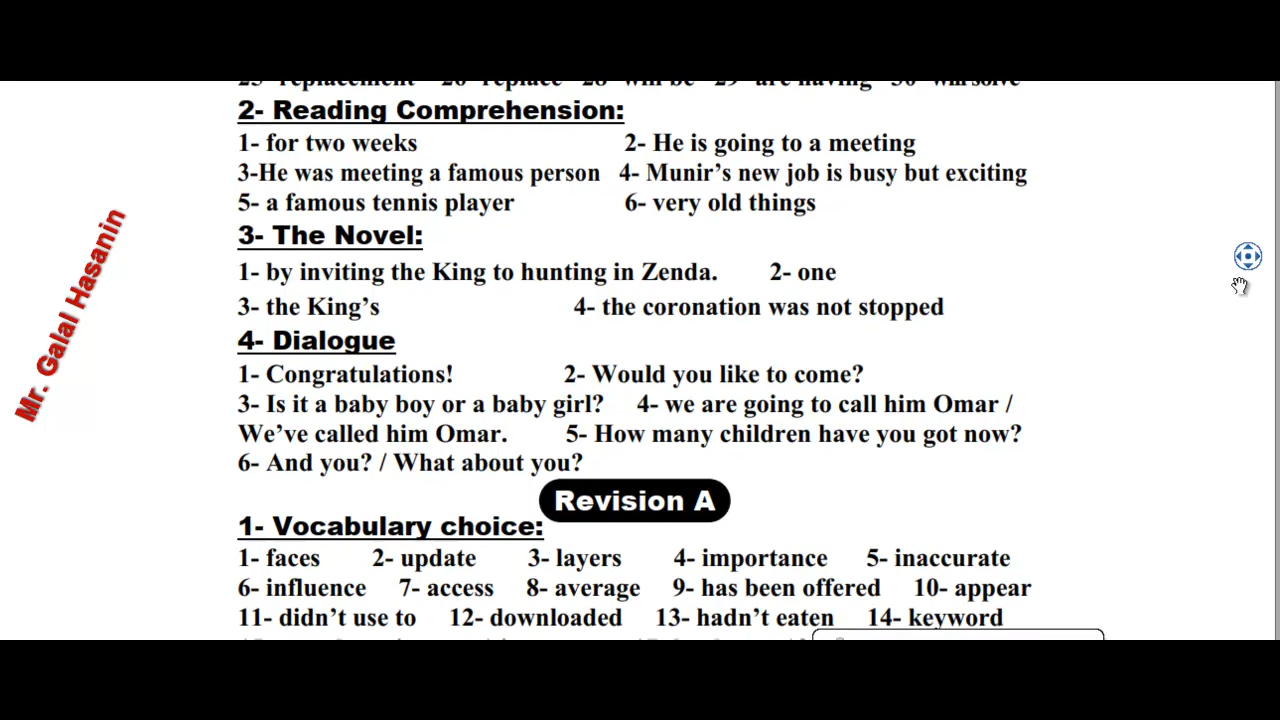 2- Reading Comprehension:
1- for two weeks 2- He is going to a meeting
3-He was meeting a famous person 4- Munir’s new job is busy but exciting
5- a famous tennis player 6- very old things
3- The Novel:
1- by inviting the King to hunting in Zenda. 2- one
3- the King’s 4- the coronation was not stopped
4- Dialogue
1- Congratulations! 2- Would you like to come?
3- Is it a baby boy or a baby girl? 4- we are going to call him Omar /
We’ve called him Omar. 5- How many children have you got now?
6- And you? / What about you?
Revision A
1- Vocabulary choice:
1- faces 2- update 3- layers 4- importance 5- inaccurate
6- influence 7- access 8- average 9- has been offered 10- appear
11- didn’t use to 12- downloaded 13- hadn’t eaten 14- keyword
Mr. Galal Hasanin